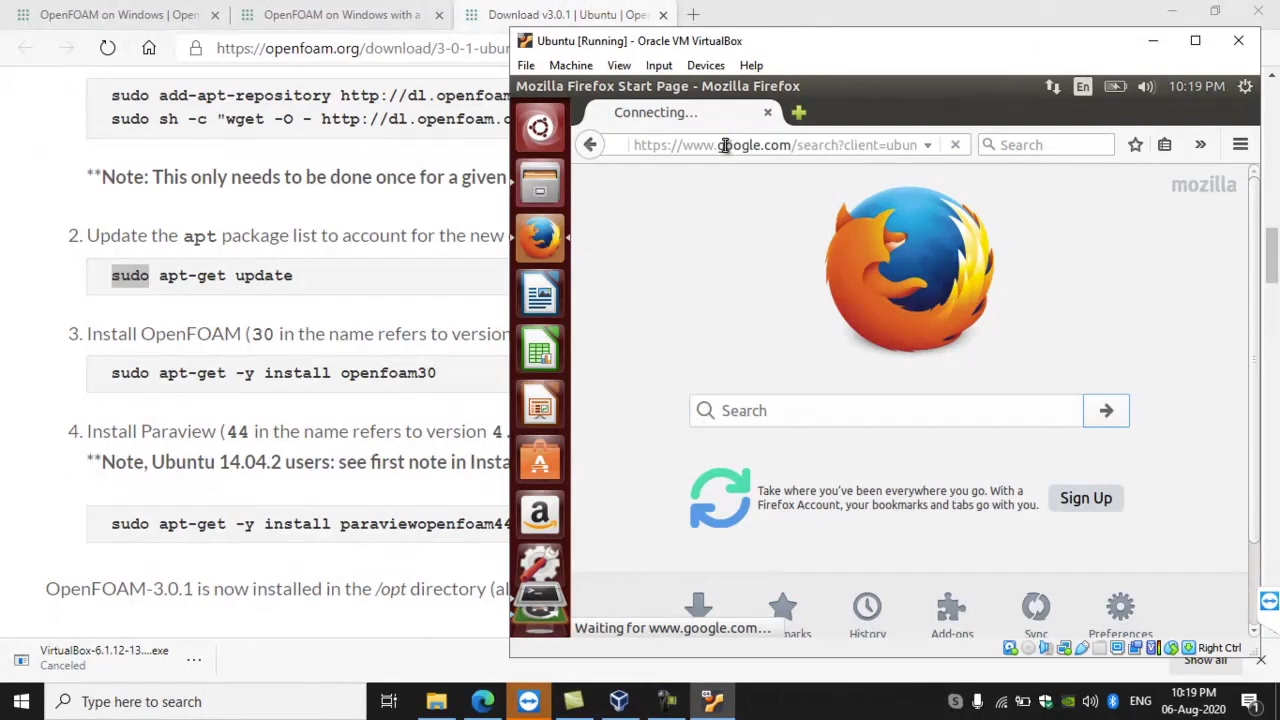 OpenFOAM on Windows | Open
OpenFOAM on Windows with a
Download v3.0.1 | Ubuntu | Open
https://openfoam.org/download/3-0-1-ubun
sudo add-apt-repository http://dl.openfoam
sudo sh -c "wget -O - http://dl.openfoam.o
**Note: This only needs to be done once for a given
2. Update the apt package list to account for the new
sudo apt-get update
3. Install OpenFOAM (30 in the name refers to version
sudo apt-get -y install openfoam30
4. Install Paraview (44 in the name refers to version 4.
**Note, Ubuntu 14.04.2 users: see first note in Insta
sudo apt-get -y install paraviewopenfoam44
OpenFOAM-3.0.1 is now installed in the /opt directory (al
Ubuntu [Running] - Oracle VM VirtualBox
File Machine View Input Devices Help
Mozilla Firefox Start Page - Mozilla Firefox
En
10:19 PM
Connecting…
https://www.google.com/search?client=ubun
Search
mozilla
Search
Take where you've been everywhere you go. With a
Firefox Account, your bookmarks and tabs go with you.
Sign Up
History
Add-ons
Sync
Preferences
Waiting for www.google.com…
Right Ctrl
VirtualBox-6.1.12-13....exe
Canceled
Show all
Type here to search
ENG
10:19 PM
06-Aug-2020